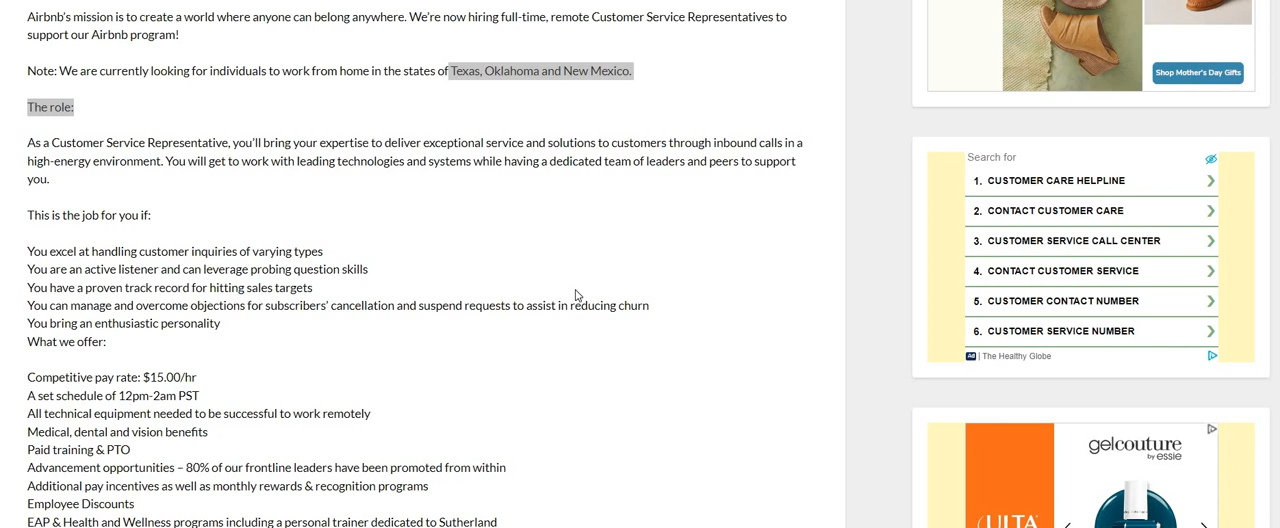 Airbnb's mission is to create a world where anyone can belong anywhere. We're now hiring full-time, remote Customer Service Representatives to
support our Airbnb program!
Note: We are currently looking for individuals to work from home in the states of Texas, Oklahoma and New Mexico.
The role:
As a Customer Service Representative, you'll bring your expertise to deliver exceptional service and solutions to customers through inbound calls in a
high-energy environment. You will get to work with leading technologies and systems while having a dedicated team of leaders and peers to support
you.
This is the job for you if:
You excel at handling customer inquiries of varying types
You are an active listener and can leverage probing question skills
You have a proven track record for hitting sales targets
You can manage and overcome objections for subscribers' cancellation and suspend requests to assist in reducing churn
You bring an enthusiastic personality
What we offer:
Competitive pay rate: $15.00/hr
A set schedule of 12pm-2am PST
All technical equipment needed to be successful to work remotely
Medical, dental and vision benefits
Paid training & PTO
Advancement opportunities – 80% of our frontline leaders have been promoted from within
Additional pay incentives as well as monthly rewards & recognition programs
Employee Discounts
EAP & Health and Wellness programs including a personal trainer dedicated to Sutherland
Shop Mother's Day Gifts
Search for
1. CUSTOMER CARE HELPLINE
2. CONTACT CUSTOMER CARE
3. CUSTOMER SERVICE CALL CENTER
4. CONTACT CUSTOMER SERVICE
5. CUSTOMER CONTACT NUMBER
6. CUSTOMER SERVICE NUMBER
Ad | The Healthy Globe
gelcouture
by essie
ULTA